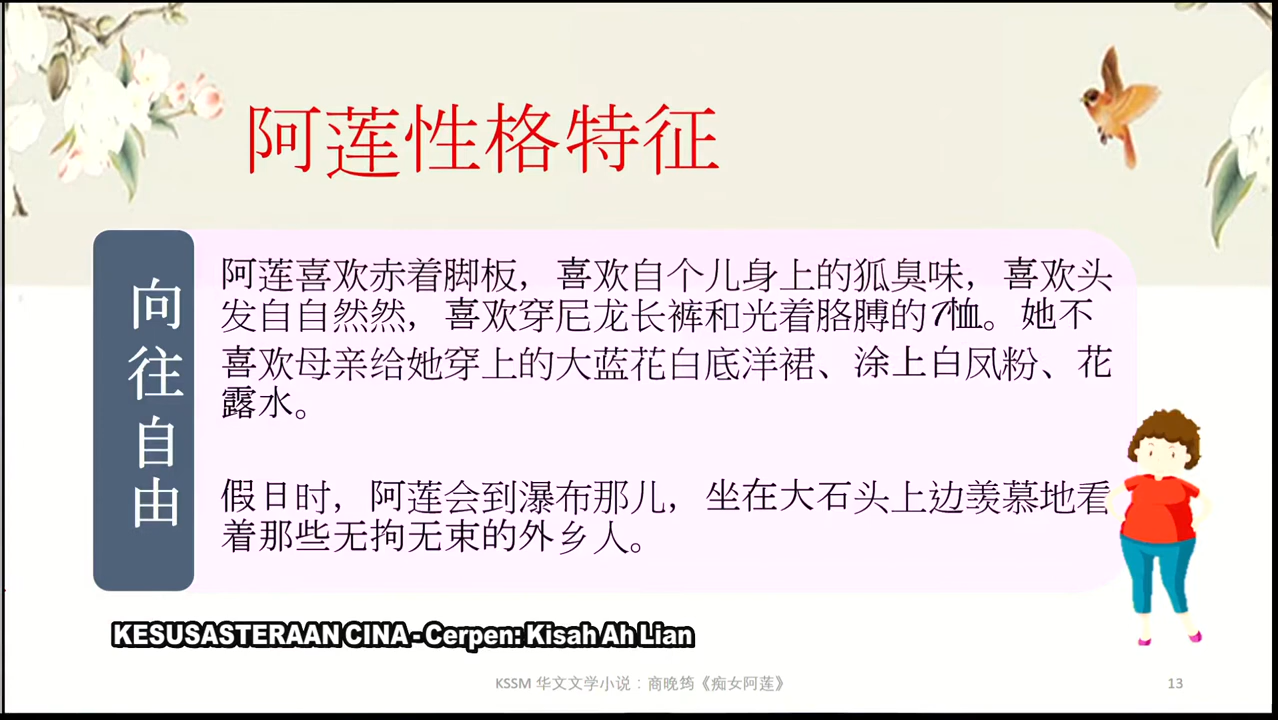 阿莲性格特征
向往自由
阿莲喜欢赤着脚板，喜欢自个儿身上的狐臭味，喜欢头
发自自然然，喜欢穿尼龙长裤和光着胳膊的T恤。她不
喜欢母亲给她穿上的大蓝花白底洋裙、涂上白凤粉、花
露水。
假日时，阿莲会到瀑布那儿，坐在大石头上边羡慕地看
着那些无拘无束的外乡人。
KESUSASTERAAN CINA - Cerpen: Kisah Ah Lian
KSSM 华文文学小说：商晚筠《痴女阿莲》
13